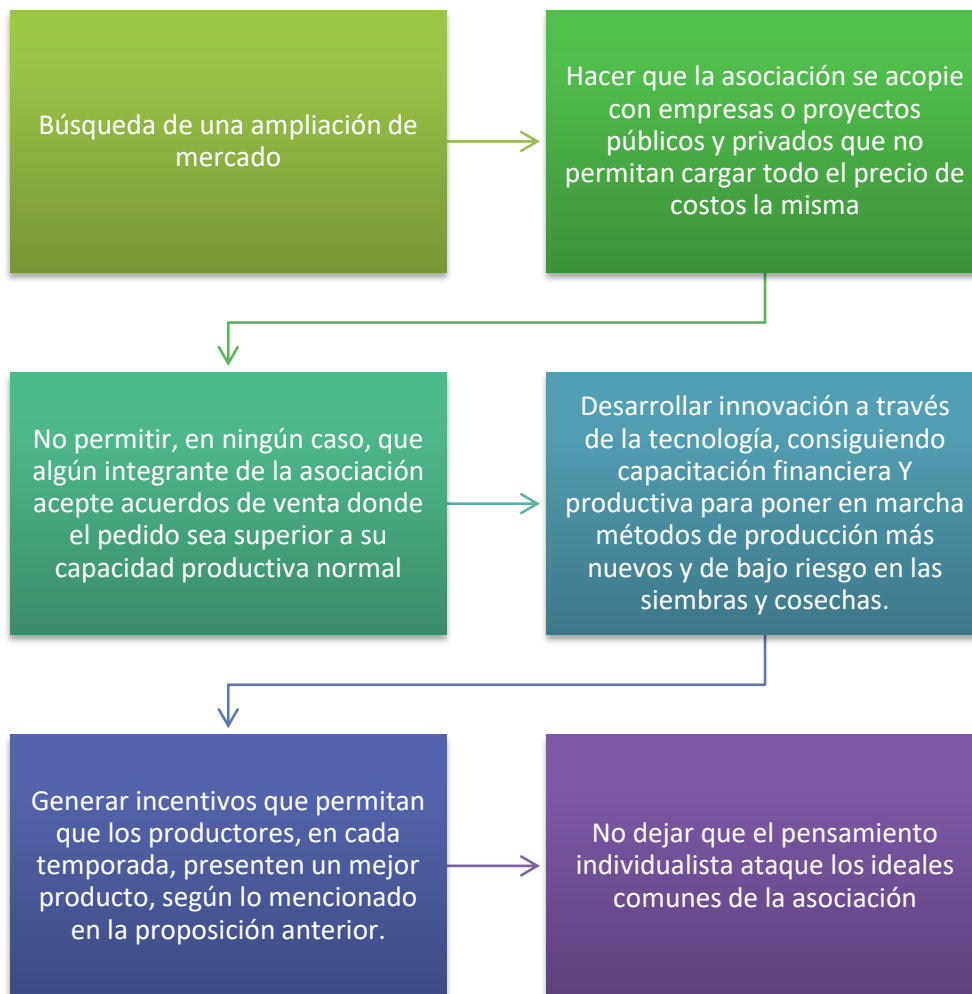 Búsqueda de una ampliación de
mercado
Hacer que la asociación se acopie
con empresas o proyectos
públicos y privados que no
permitan cargar todo el precio de
costos la misma
No permitir, en ningún caso, que
algún integrante de la asociación
acepte acuerdos de venta donde
el pedido sea superior a su
capacidad productiva normal
Desarrollar innovación a través
de la tecnología, consiguiendo
capacitación financiera Y
productiva para poner en marcha
métodos de producción más
nuevos y de bajo riesgo en las
siembras y cosechas.
Generar incentivos que permitan
que los productores, en cada
temporada, presenten un mejor
producto, según lo mencionado
en la proposición anterior.
No dejar que el pensamiento
individualista ataque los ideales
comunes de la asociación